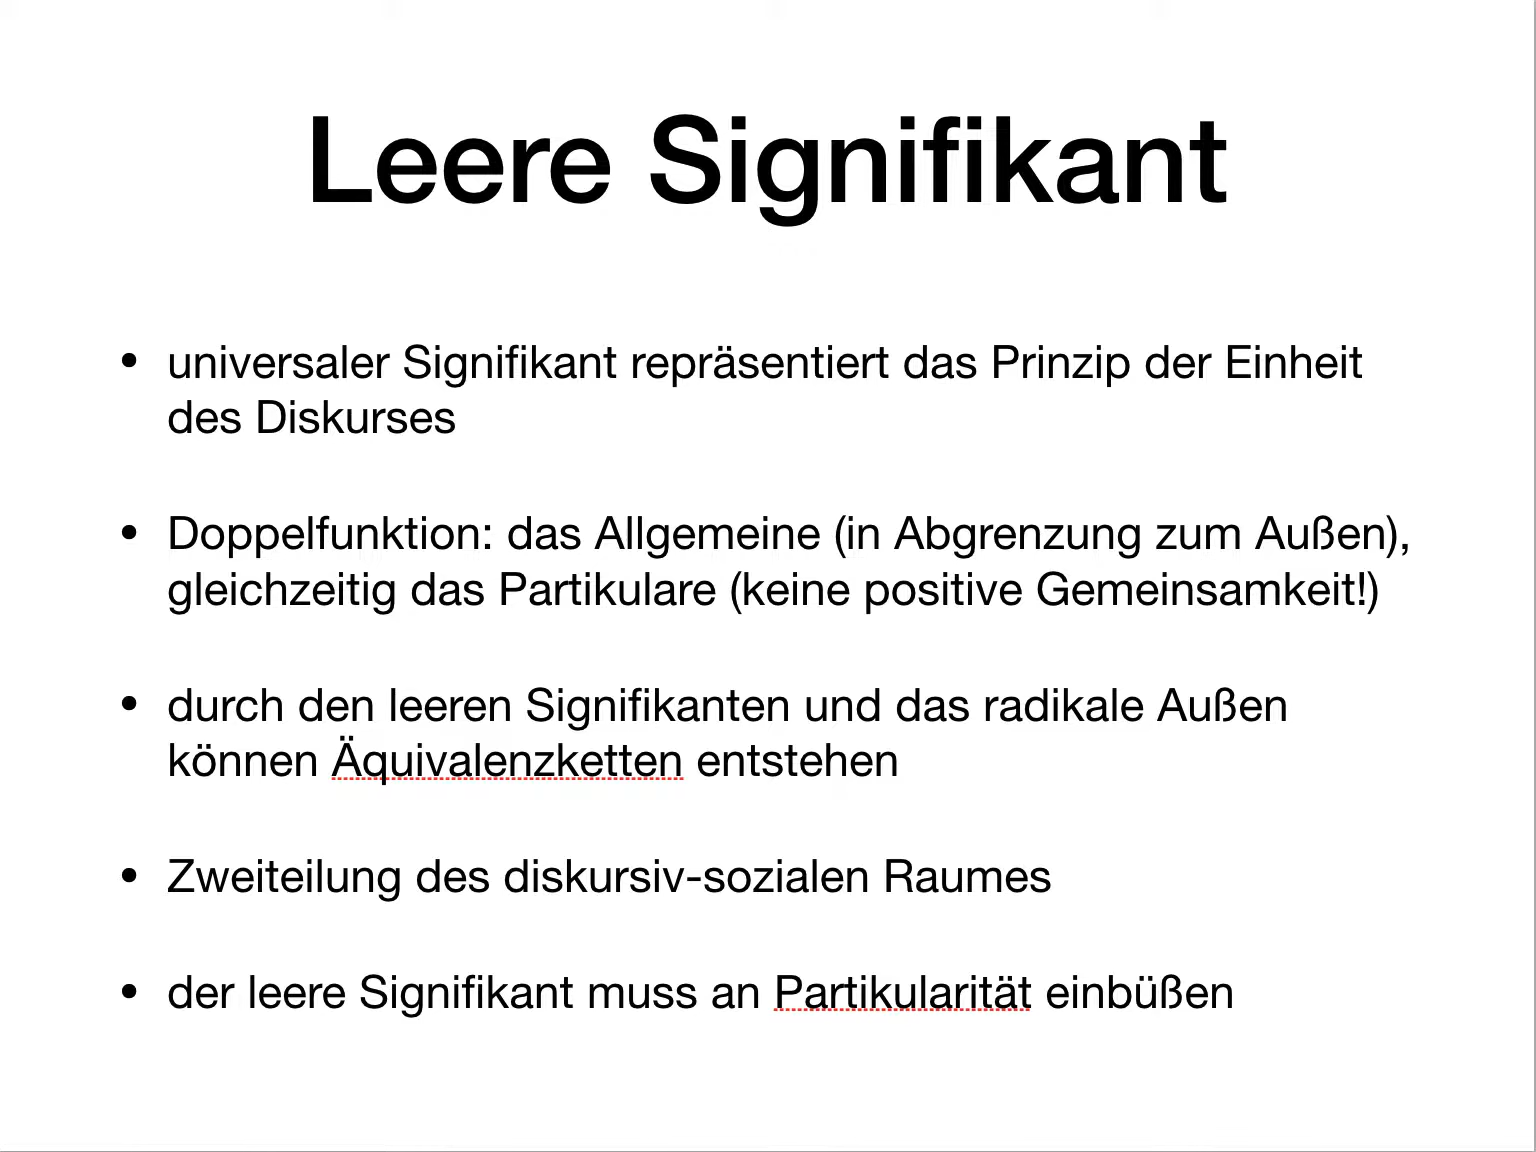 Leere Signifikant
• universaler Signifikant repräsentiert das Prinzip der Einheit
des Diskurses
• Doppelfunktion: das Allgemeine (in Abgrenzung zum Außen),
gleichzeitig das Partikulare (keine positive Gemeinsamkeit!)
• durch den leeren Signifikanten und das radikale Außen
können Äquivalenzketten entstehen
• Zweiteilung des diskursiv-sozialen Raumes
• der leere Signifikant muss an Partikularität einbüßen